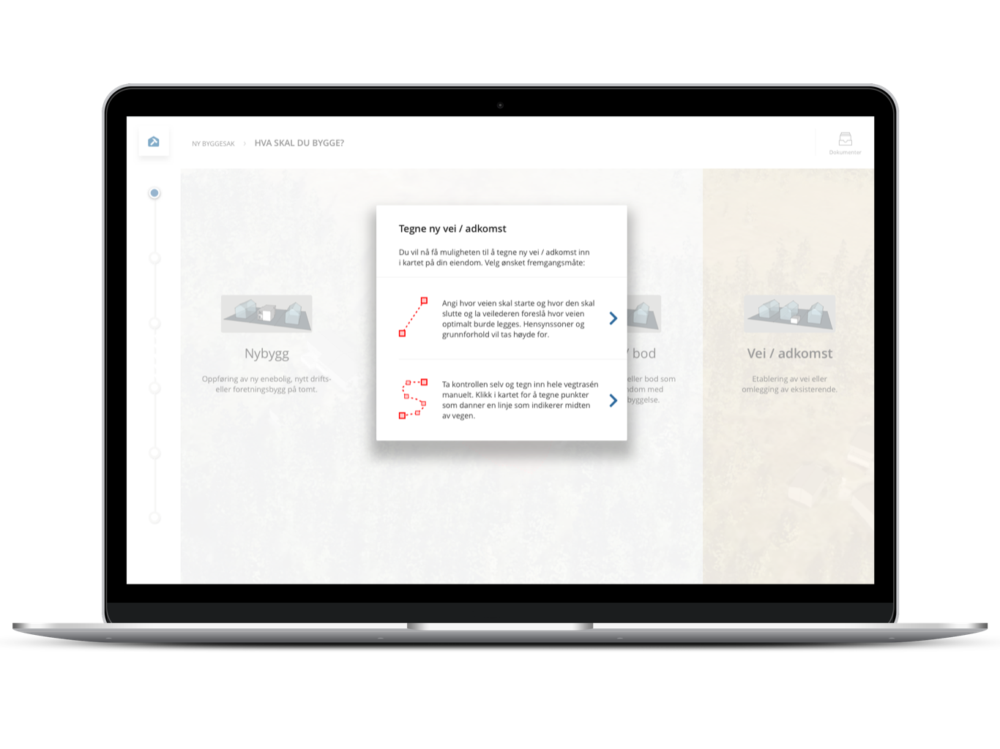 NY BYGGESAK › HVA SKAL DU BYGGE?
Dokumenter
Tegne ny vei / adkomst
Du vil nå få muligheten til å tegne ny vei / adkomst inn
i kartet på din eiendom. Velg ønsket fremgangsmåte:
Angi hvor veien skal starte og hvor den skal
slutte og la veilederen foreslå hvor veien
optimalt burde legges. Hensynssoner og
grunnforhold vil tas høyde for.
Ta kontrollen selv og tegn inn hele vegtrasén
manuelt. Klikk i kartet for å tegne punkter
som danner en linje som indikerer midten
av vegen.
Nybygg
Oppføring av ny enebolig, nytt drifts-
eller foretningsbygg på tomt.
/ bod
eller bod som
ndom med
byggelse.
Vei / adkomst
Etablering av vei eller
omlegging av eksisterende.